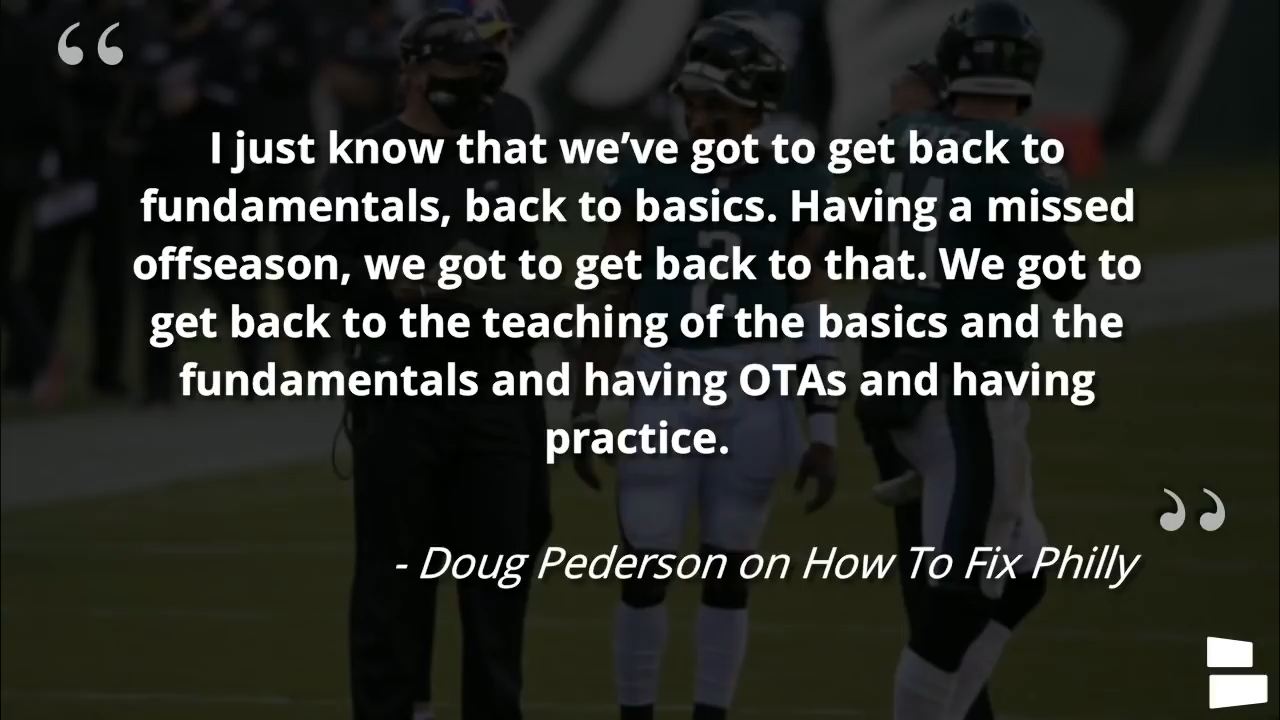 “
I just know that we’ve got to get back to
fundamentals, back to basics. Having a missed
offseason, we got to get back to that. We got to
get back to the teaching of the basics and the
fundamentals and having OTAs and having
practice.
”
- Doug Pederson on How To Fix Philly
2
11